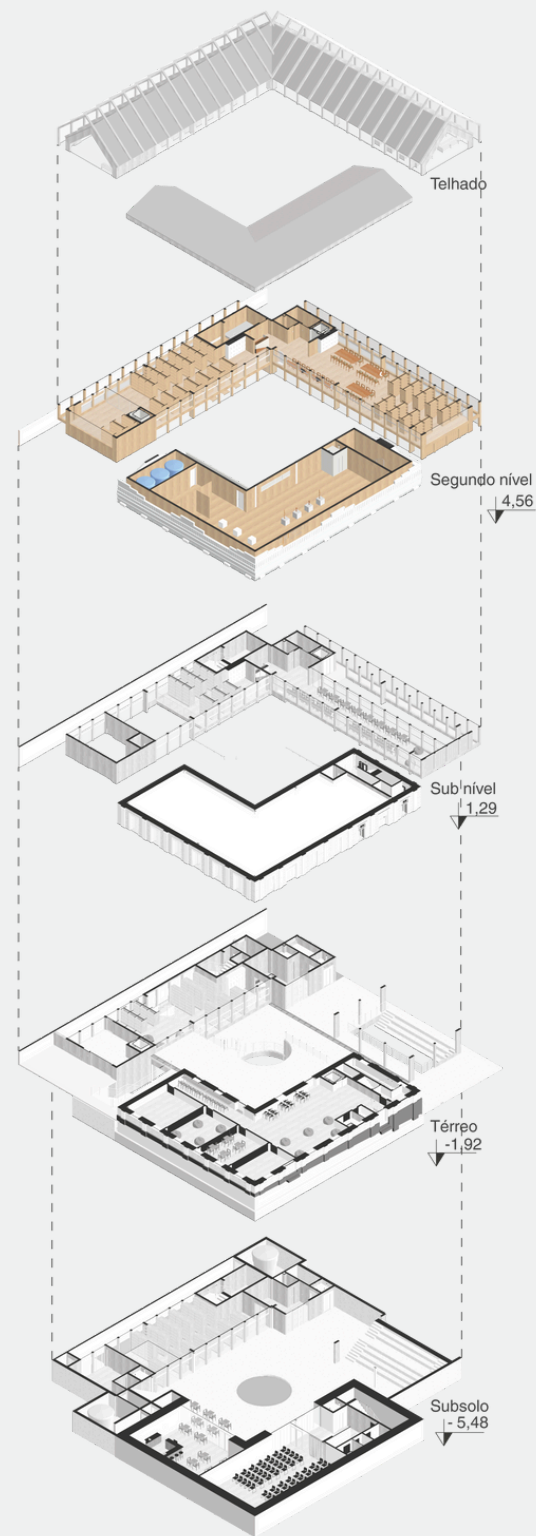 Telhado
Segundo nível
4,56
Sub nível
1,29
Térreo
-1,92
Subsolo
- 5,48